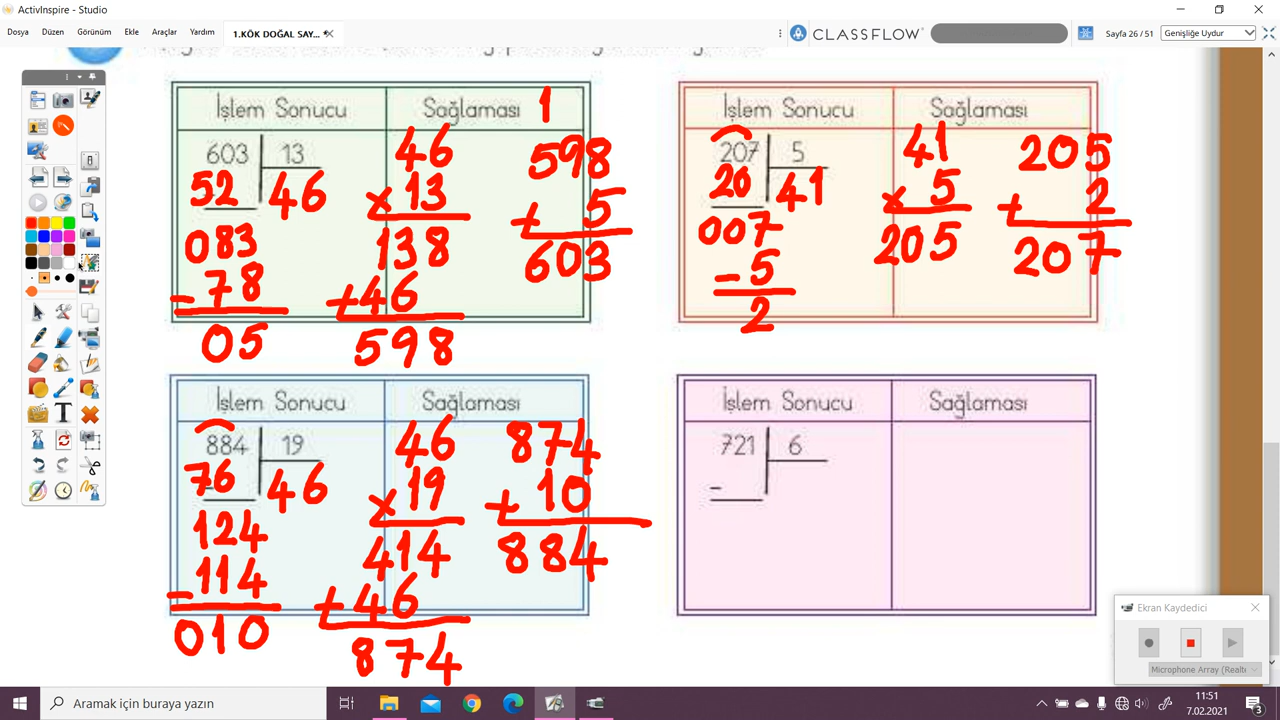 ActivInspire - Studio
Dosya Düzen Görünüm Ekle Araçlar Yardım
1.KÖK DOĞAL SAY...
CLASSFLOW
Sayfa 26 / 51
Genişliğe Uydur
İşlem Sonucu Sağlaması
603 13
52 46
083
- 78
05
46
x 13
138
+ 46
598
1
598
+ 5
603
İşlem Sonucu Sağlaması
207 5
20 41
007
- 5
2
41
x 5
205
205
+ 2
207
İşlem Sonucu Sağlaması
884 19
76 46
124
- 114
010
46
x 19
414
+ 46
874
874
+ 10
884
İşlem Sonucu Sağlaması
721 6
-
Ekran Kaydedici
Microphone Array (Realte
Aramak için buraya yazın
11:51
7.02.2021
3